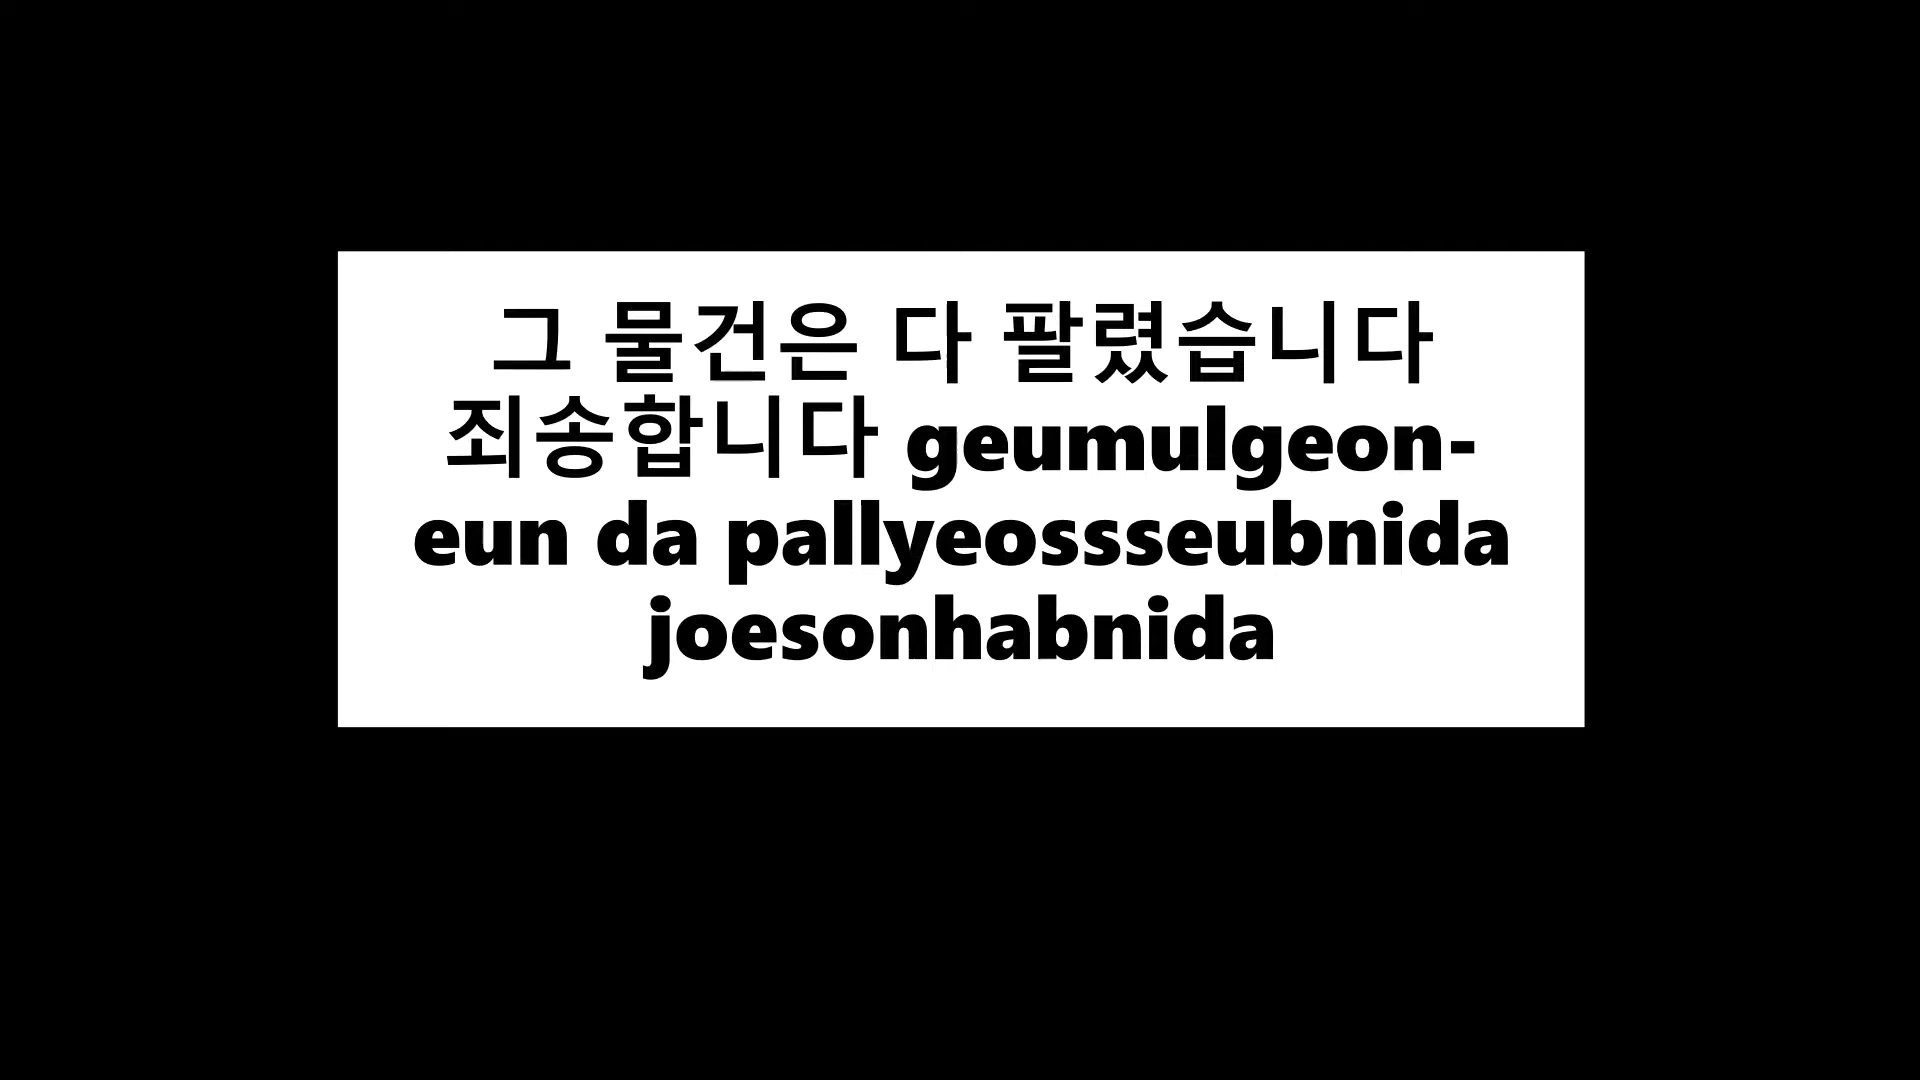 그 물건은 다 팔렸습니다
죄송합니다 geumulgeon-
eun da pallyeossseubnida
joesonhabnida